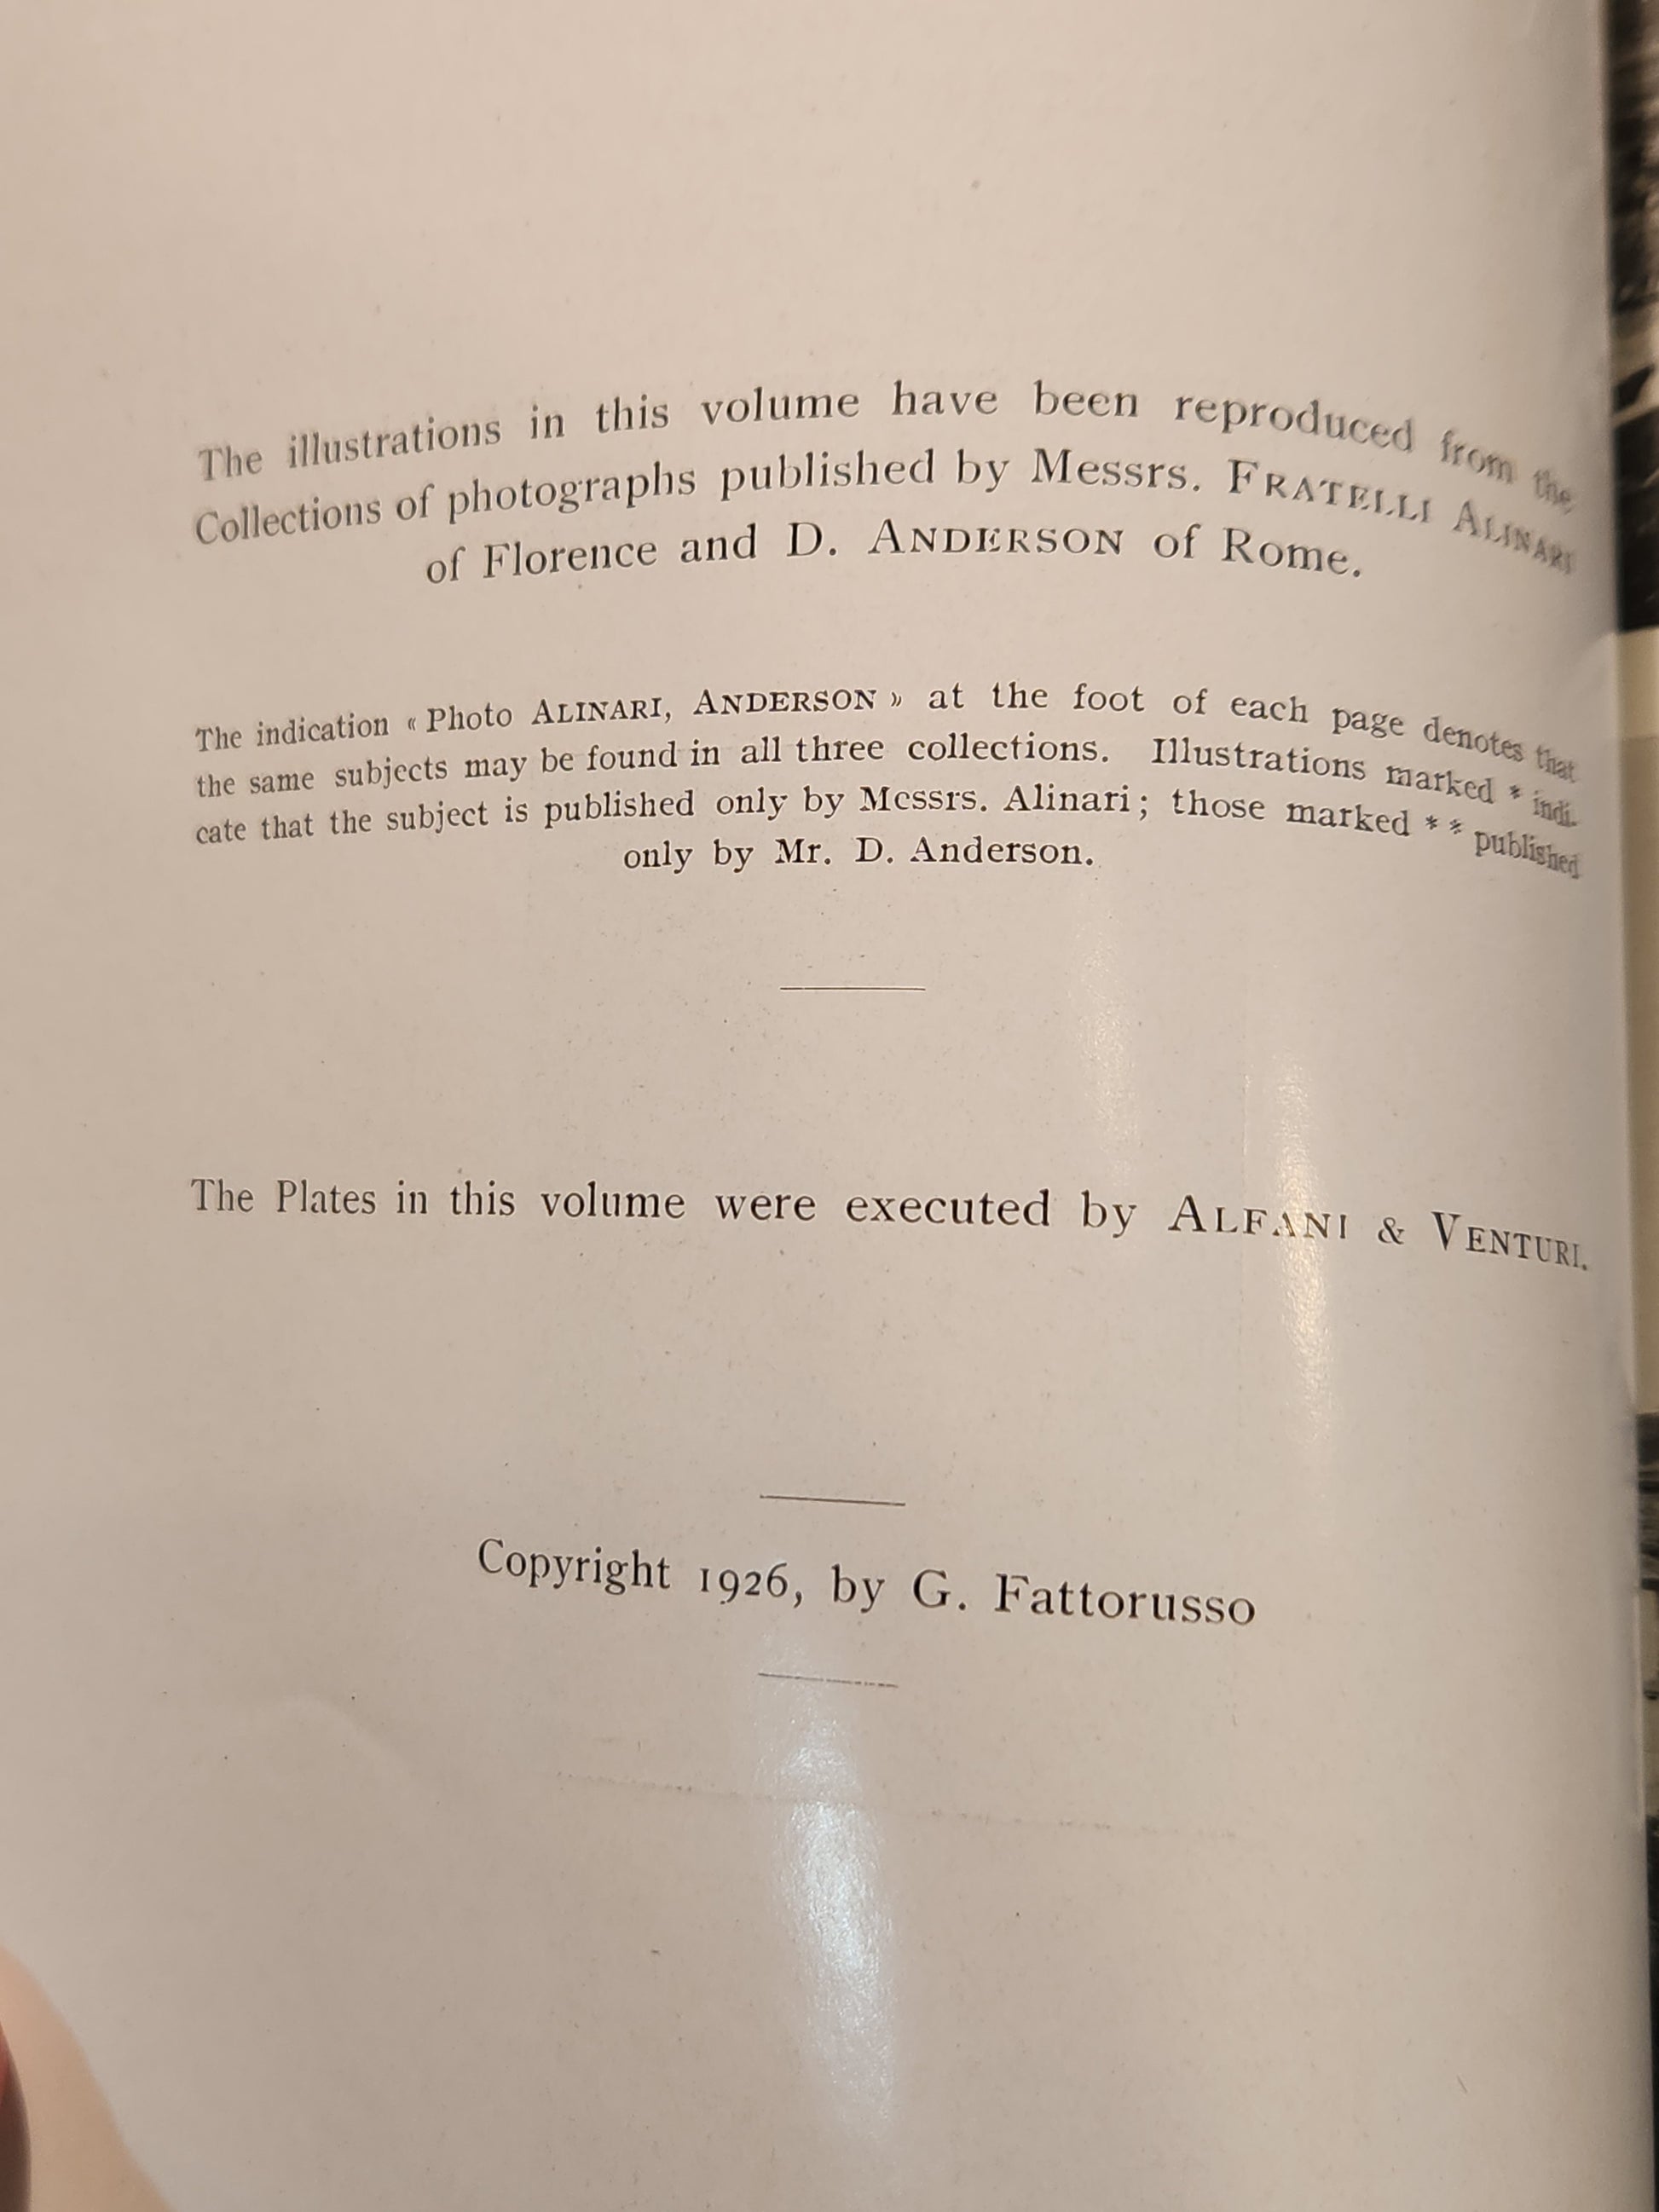 The illustrations in this volume have been reproduced from the
Collections of photographs published by Messrs. FRATELLI ALINARI
of Florence and D. ANDERSON of Rome.
The indication « Photo ALINARI, ANDERSON » at the foot of each page denotes that
the same subjects may be found in all three collections. Illustrations marked * indi-
cate that the subject is published only by Messrs. Alinari; those marked ** published
only by Mr. D. Anderson.
The Plates in this volume were executed by ALFANI & VENTURI.
Copyright 1926, by G. Fattorusso